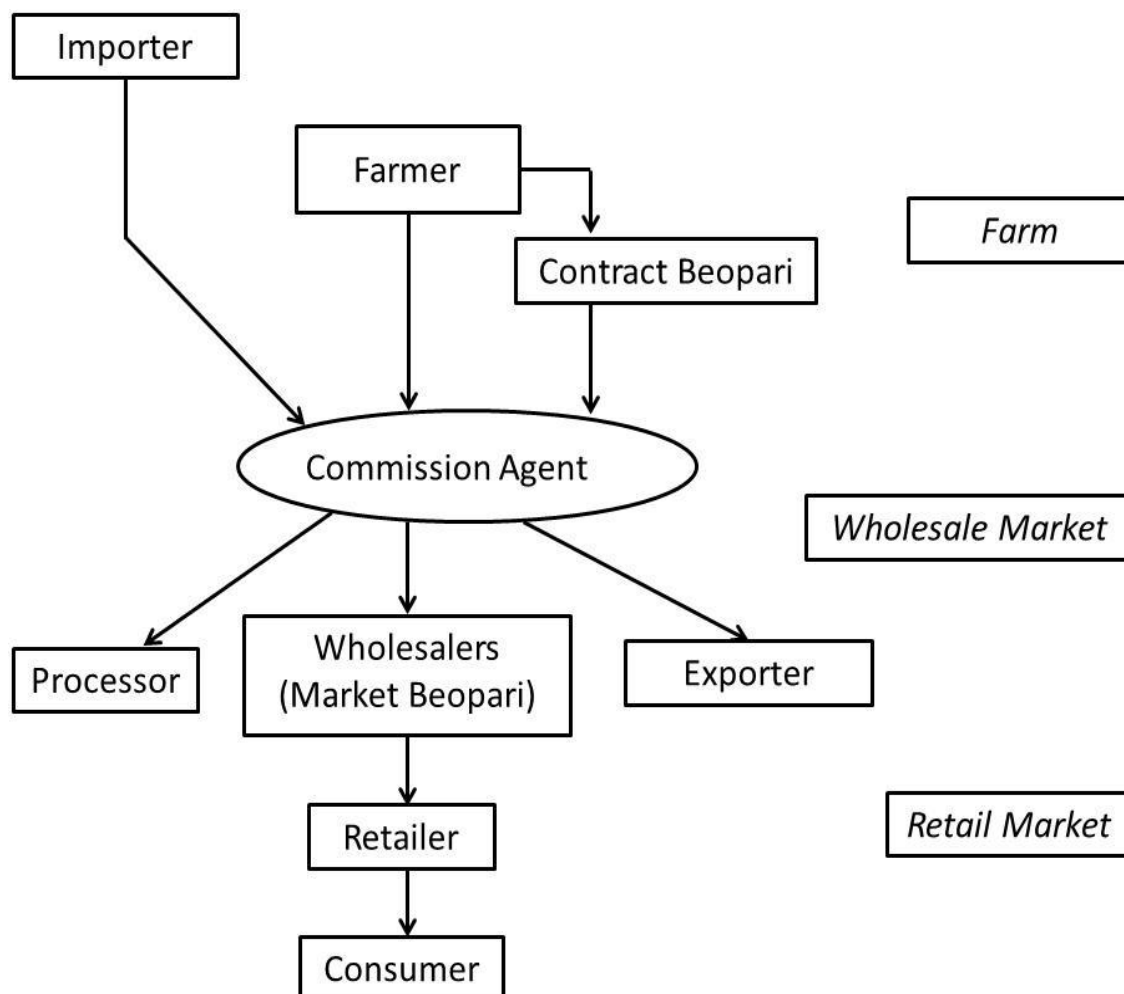 Importer
Farmer
Farm
Contract Beopari
Commission Agent
Wholesale Market
Wholesalers
(Market Beopari)
Processor
Exporter
Retailer
Retail Market
Consumer